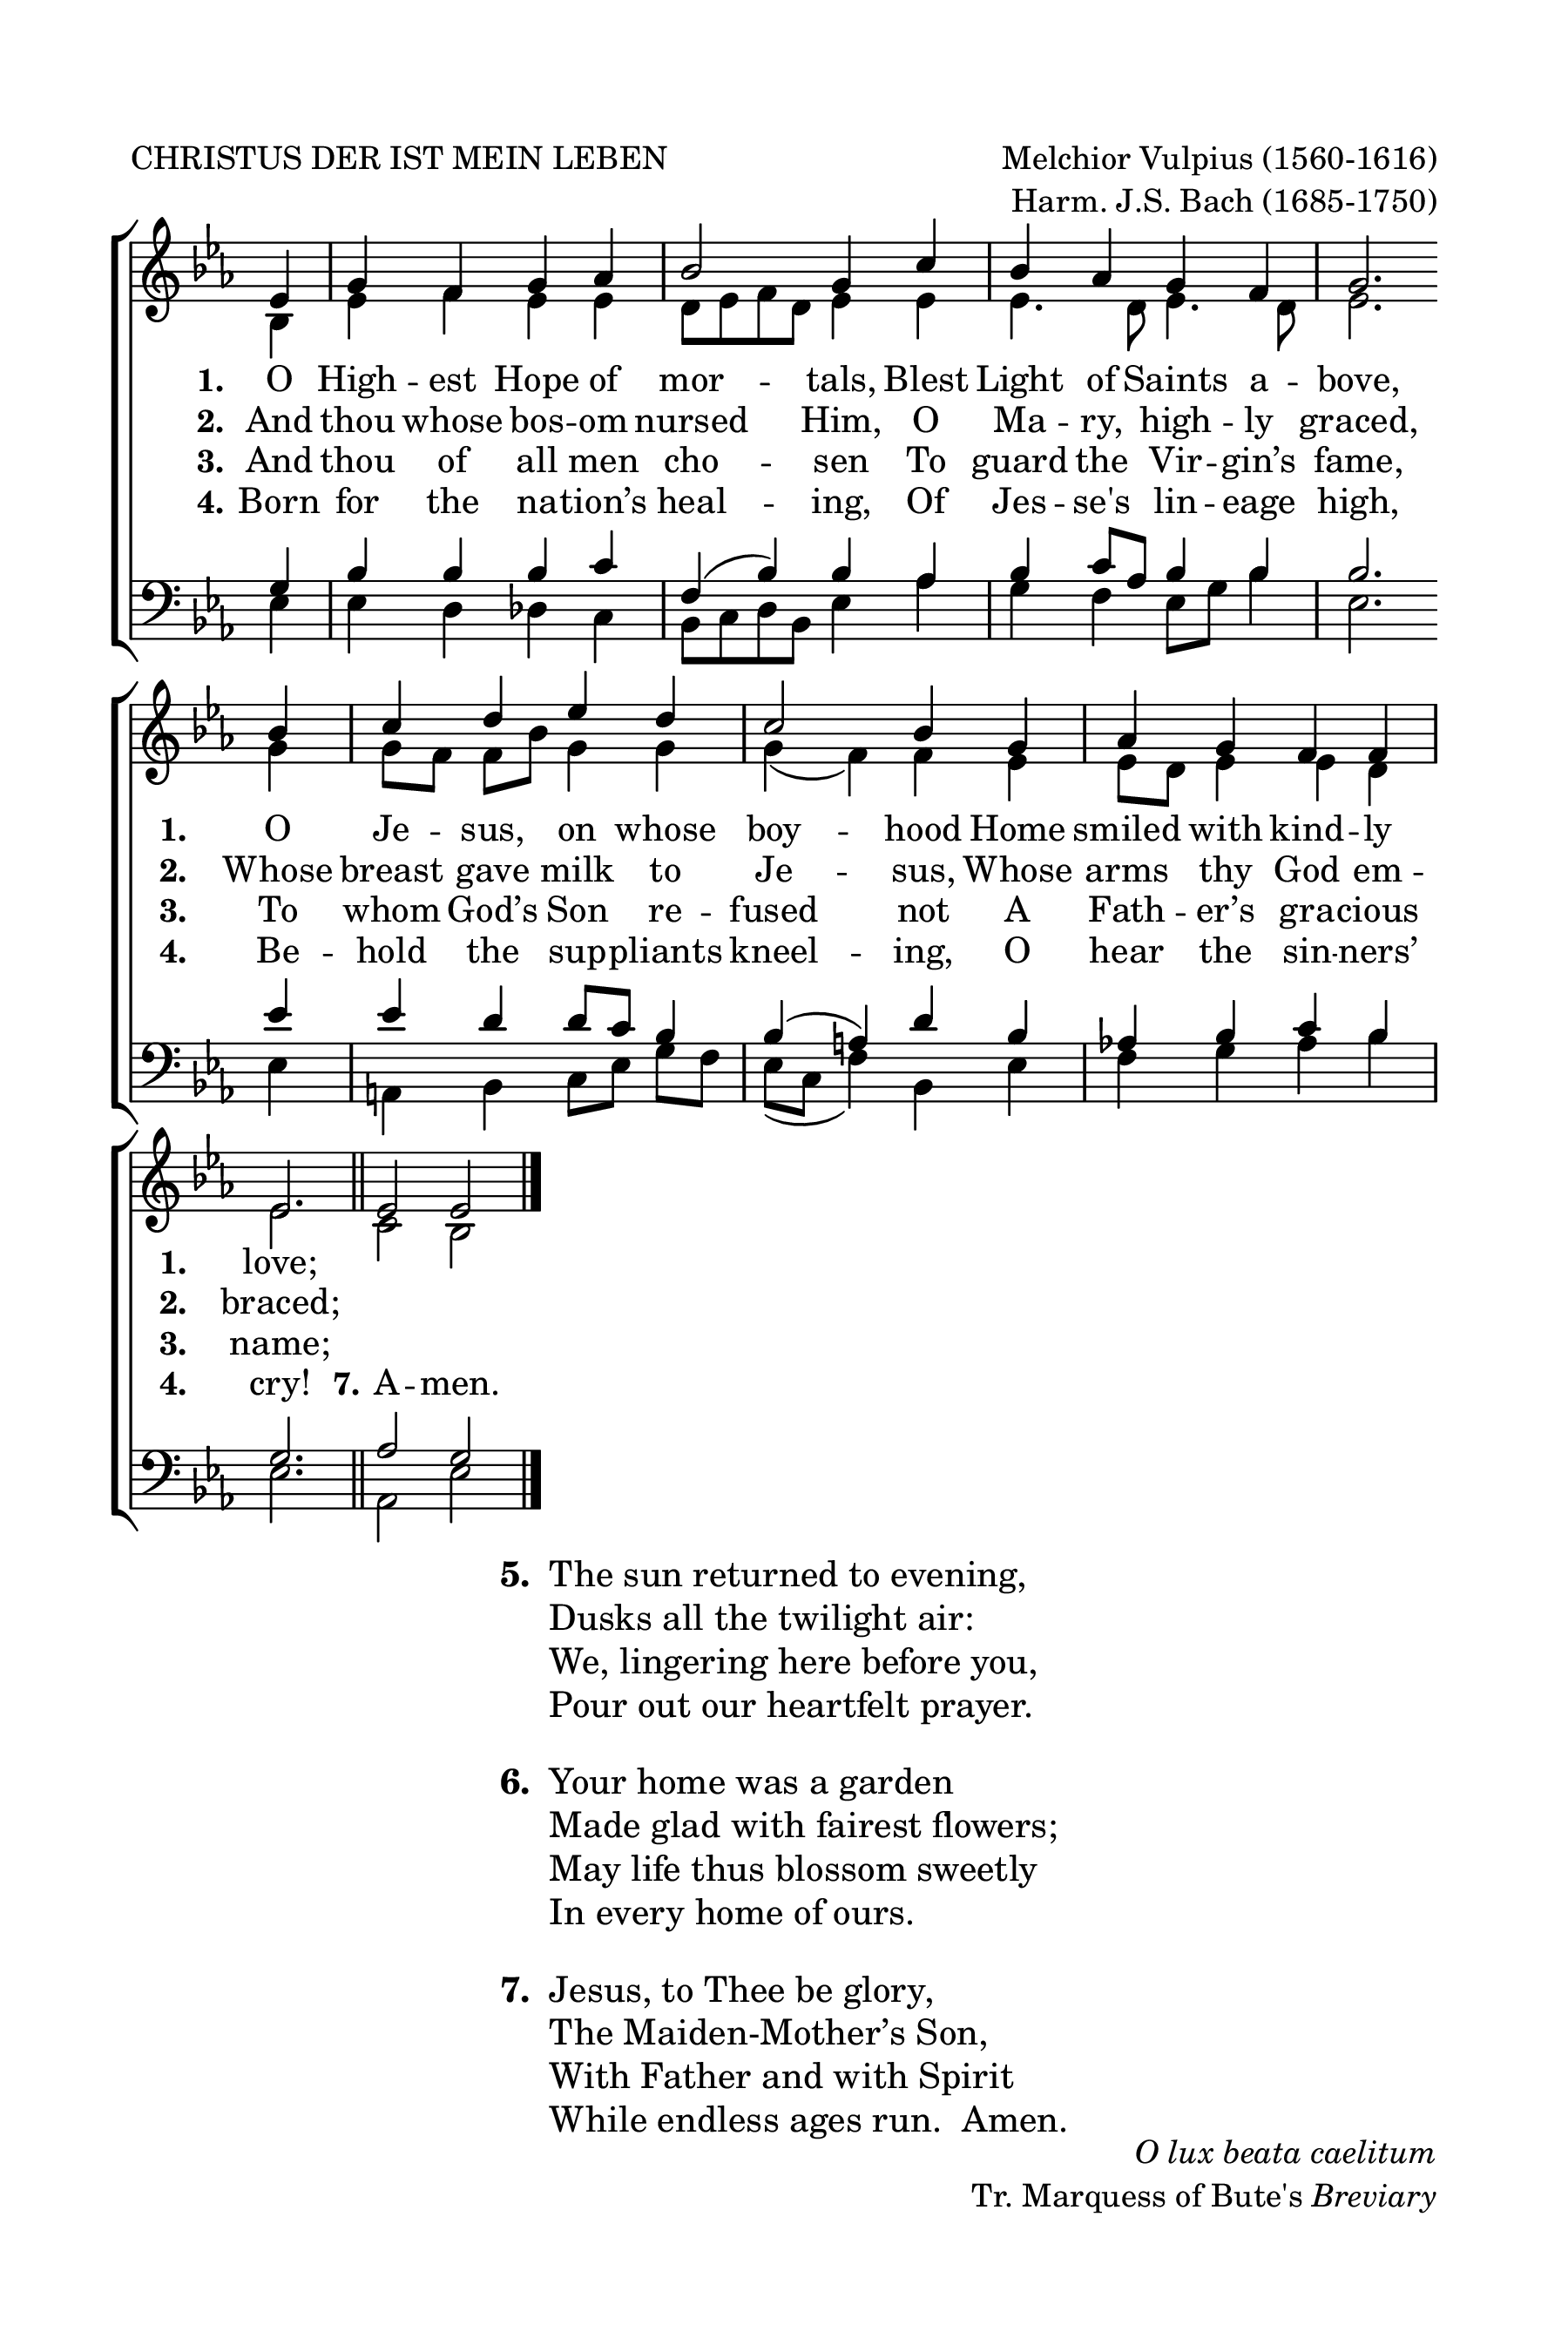 CHRISTUS DER IST MEIN LEBEN
Melchior Vulpius (1560-1616)
Harm. J.S. Bach (1685-1750)
1. O High -- est Hope of mor -- tals, Blest Light of Saints a -- bove,
2. And thou whose bos -- om nursed Him, O Ma -- ry, high -- ly graced,
3. And thou of all men cho -- sen To guard the Vir -- gin’s fame,
4. Born for the nation’s heal -- ing, Of Jes -- se's lin -- eage high,
1. O Je -- sus, on whose boy -- hood Home smiled with kind -- ly
2. Whose breast gave milk to Je -- sus, Whose arms thy God em --
3. To whom God’s Son re -- fused not A Fath -- er’s gracious
4. Be -- hold the suppliants kneel -- ing, O hear the sin -- ners’
1. love;
2. braced;
3. name;
4. cry! 7. A -- men.
5. The sun returned to evening,
Dusks all the twilight air:
We, lingering here before you,
Pour out our heartfelt prayer.
6. Your home was a garden
Made glad with fairest flowers;
May life thus blossom sweetly
In every home of ours.
7. Jesus, to Thee be glory,
The Maiden-Mother’s Son,
With Father and with Spirit
While endless ages run. Amen.
O lux beata caelitum
Tr. Marquess of Bute's Breviary